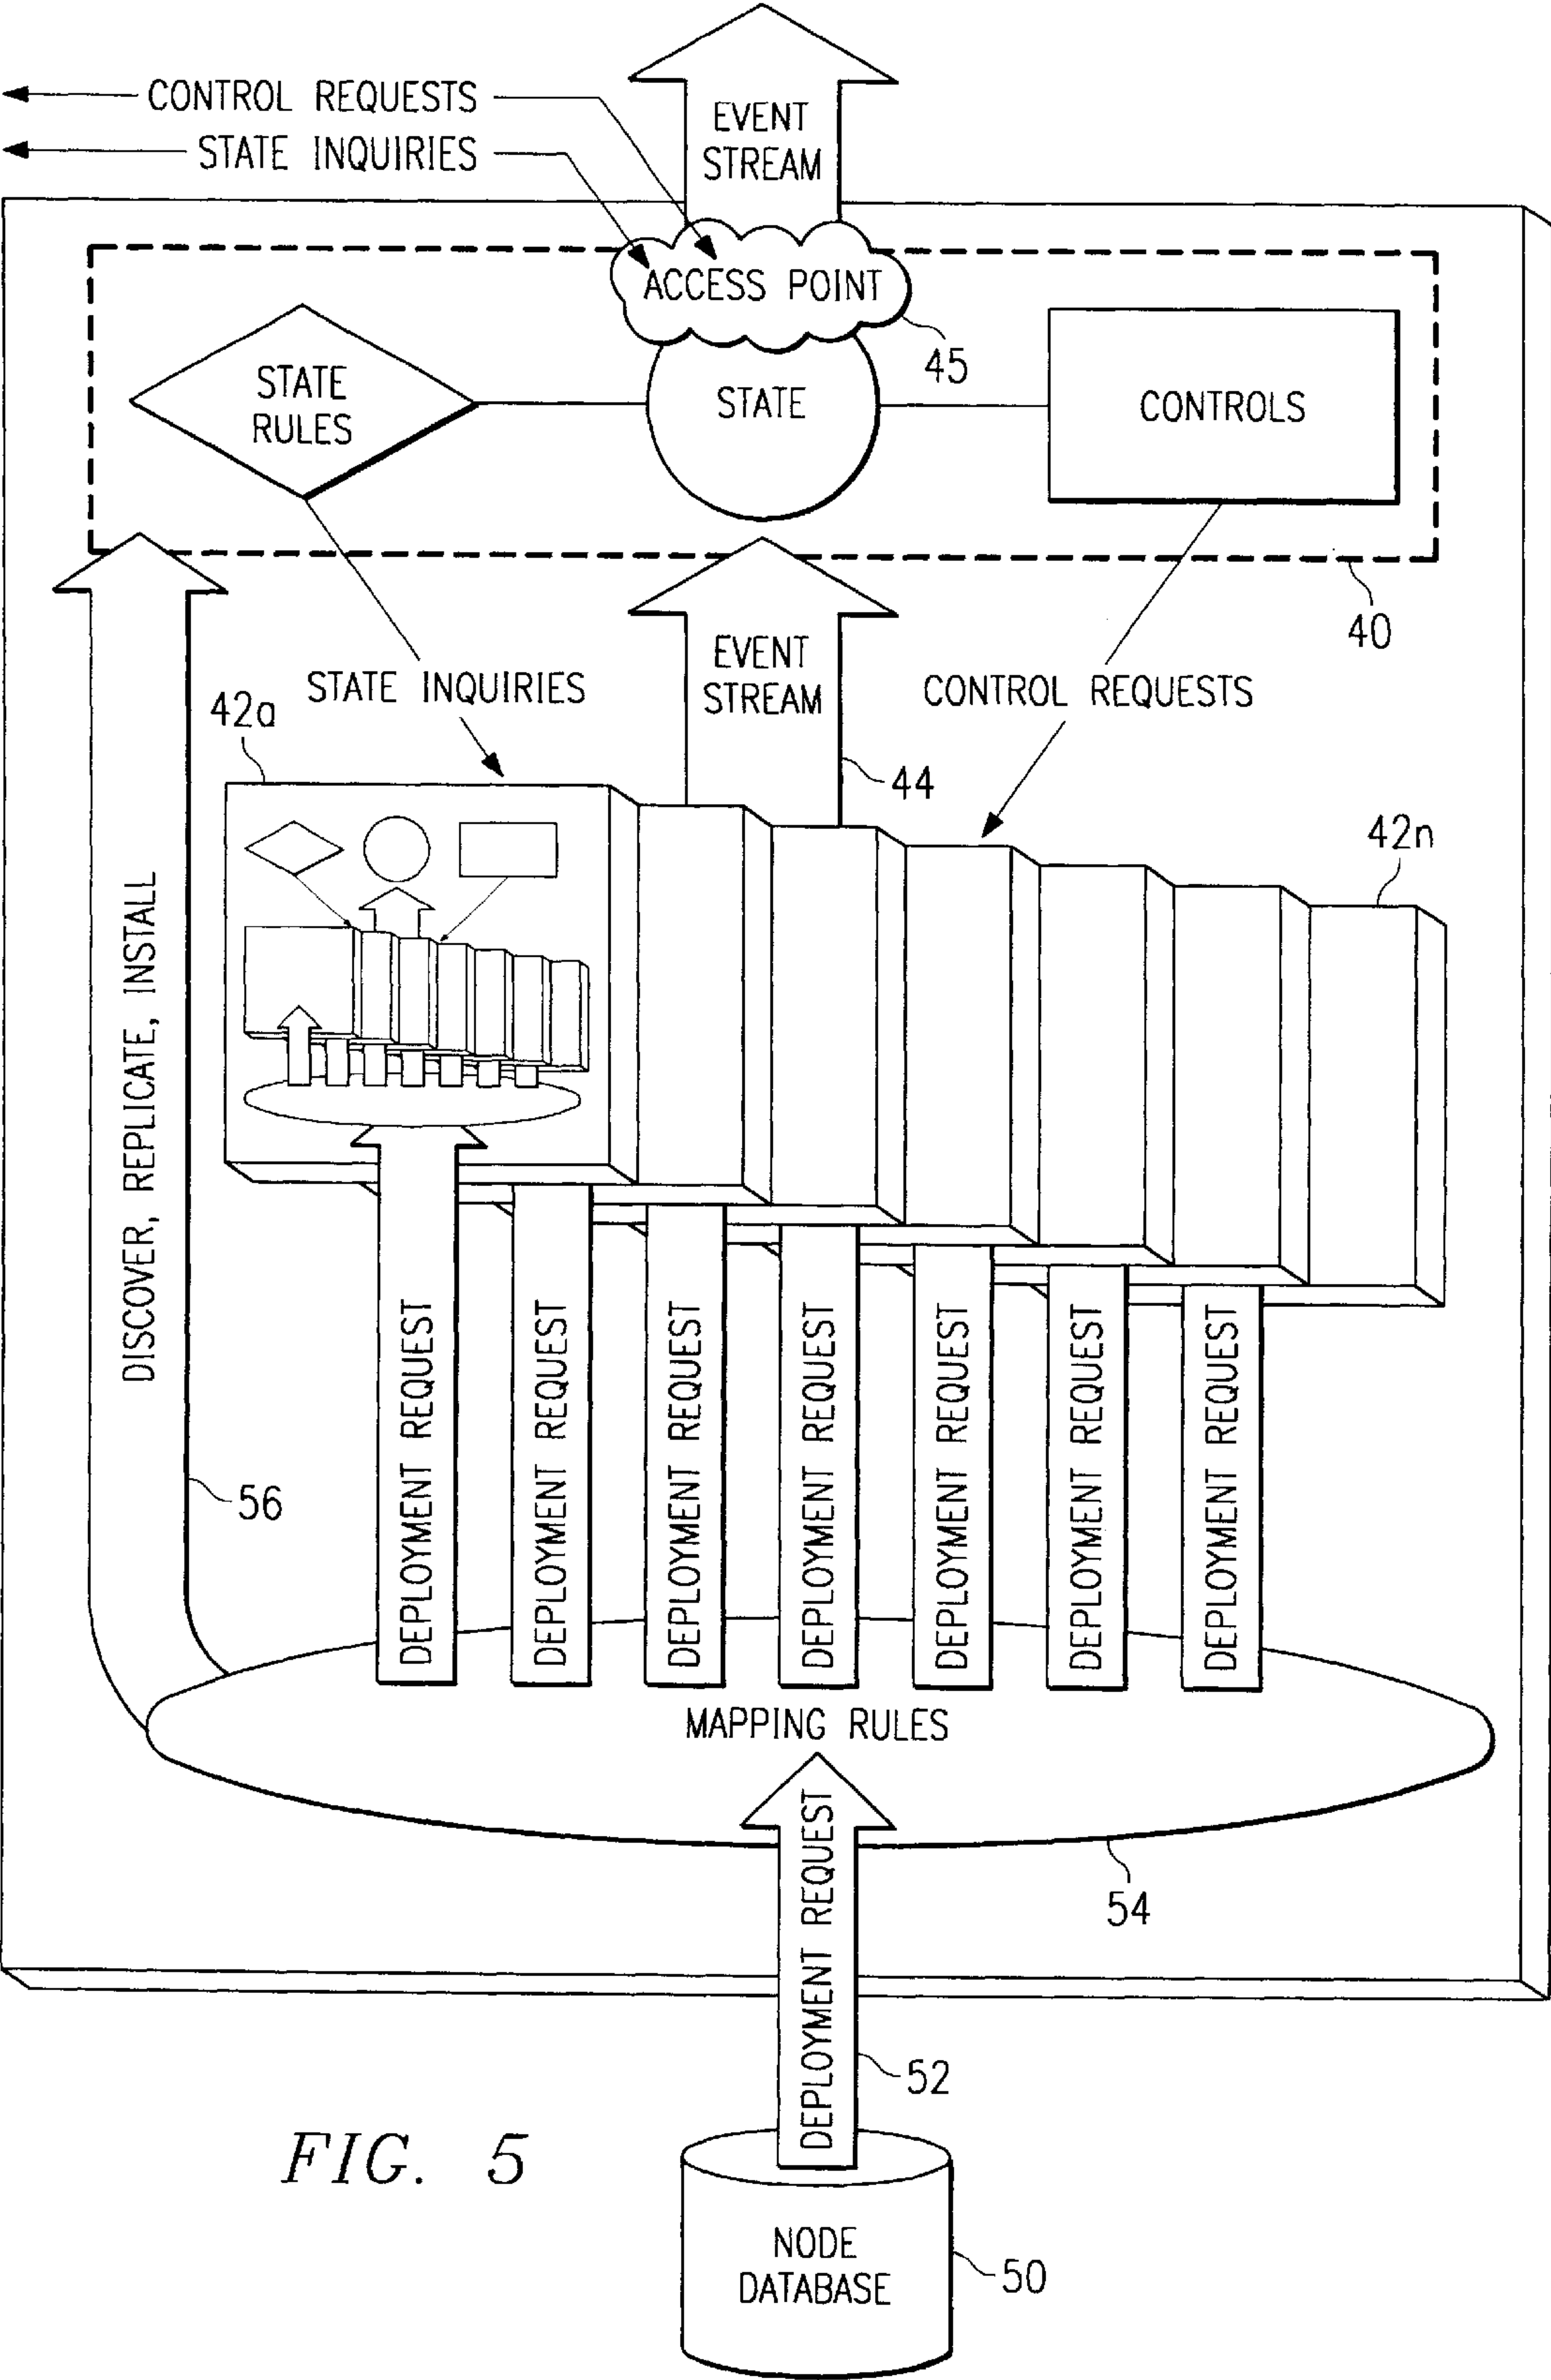 CONTROL REQUESTS
STATE INQUIRIES
EVENT
STREAM
ACCESS POINT
45
STATE
RULES
STATE
CONTROLS
40
STATE INQUIRIES
EVENT
STREAM
CONTROL REQUESTS
42a
44
42n
DISCOVER, REPLICATE, INSTALL
56
DEPLOYMENT REQUEST
DEPLOYMENT REQUEST
DEPLOYMENT REQUEST
DEPLOYMENT REQUEST
DEPLOYMENT REQUEST
DEPLOYMENT REQUEST
DEPLOYMENT REQUEST
MAPPING RULES
54
DEPLOYMENT REQUEST
52
FIG. 5
NODE
DATABASE
50